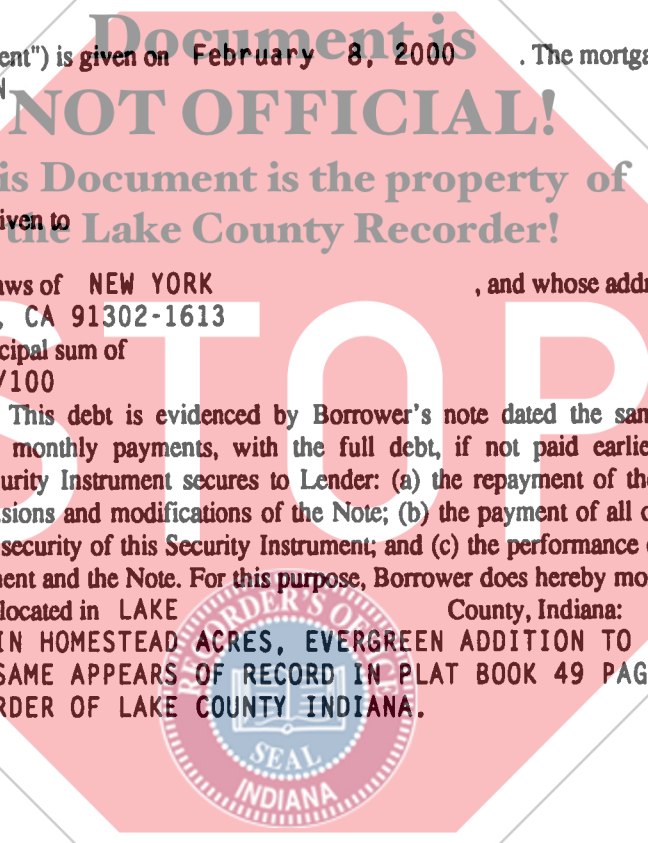 Document is
ent") is given on February 8, 2000 . The mortga
N
NOT OFFICIAL!
is Document is the property of
iven to
the Lake County Recorder!
aws of NEW YORK , and whose addr
, CA 91302-1613
cipal sum of
/100
STOP
This debt is evidenced by Borrower's note dated the sam
monthly payments, with the full debt, if not paid earlie
urity Instrument secures to Lender: (a) the repayment of the
sions and modifications of the Note; (b) the payment of all o
security of this Security Instrument; and (c) the performance
ment and the Note. For this purpose, Borrower does hereby mo
located in LAKE County, Indiana:
IN HOMESTEAD ACRES, EVERGREEN ADDITION TO
SAME APPEARS OF RECORD IN PLAT BOOK 49 PAG
RDER OF LAKE COUNTY INDIANA.
RECORDER'S OFFICE
SEAL
INDIANA